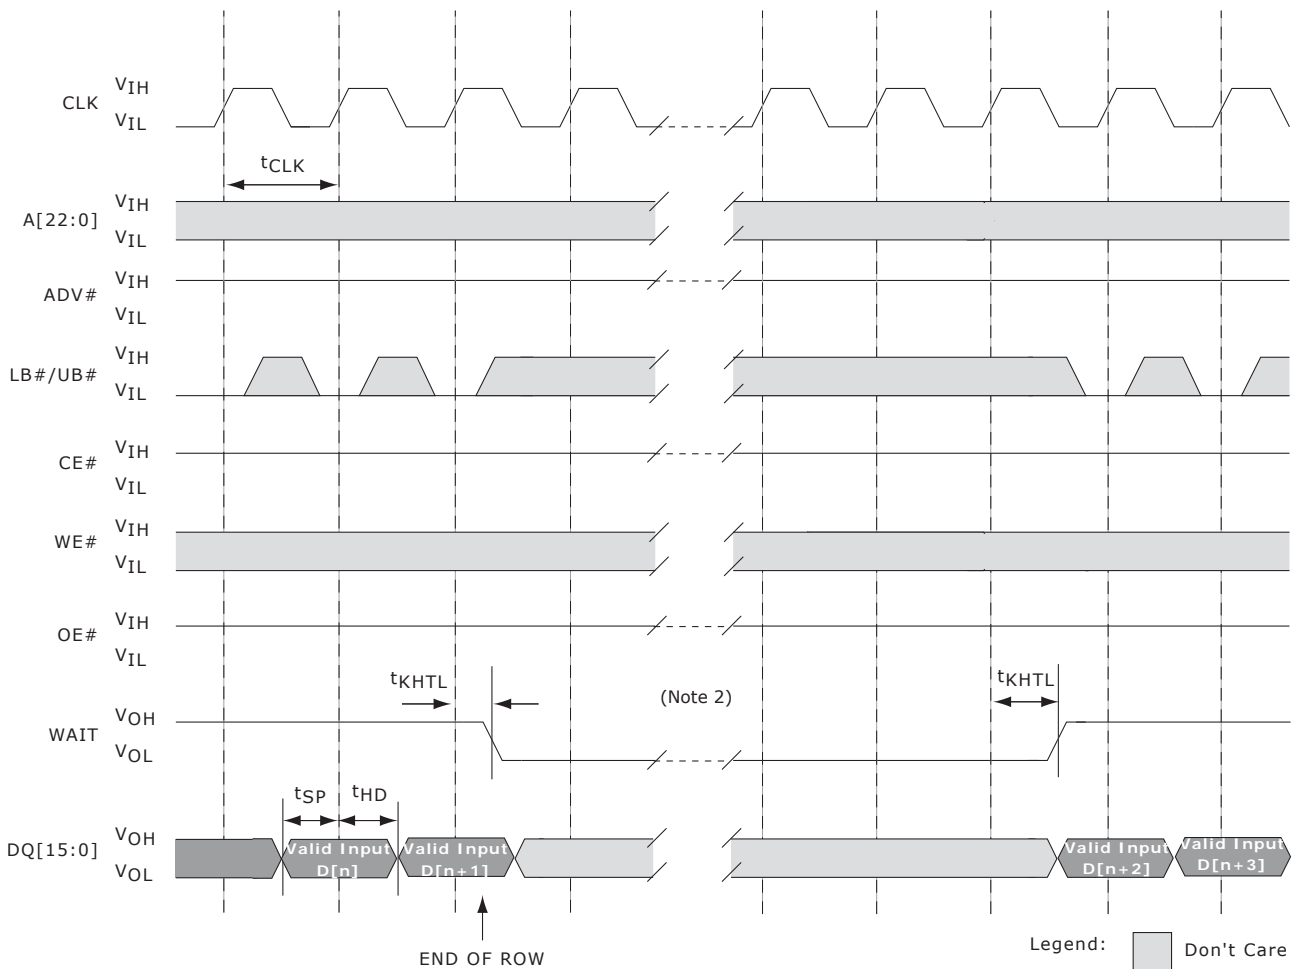 CLK VIH
VIL
tCLK
A[22:0] VIH
VIL
ADV# VIH
VIL
LB#/UB# VIH
VIL
CE# VIH
VIL
WE# VIH
VIL
OE# VIH
VIL
tKHTL (Note 2) tKHTL
WAIT VOH
VOL
tSP tHD
DQ[15:0] VOH
VOL
Valid Input
D[n]
Valid Input
D[n+1]
Valid Input
D[n+2]
Valid Input
D[n+3]
END OF ROW
Legend: Don't Care